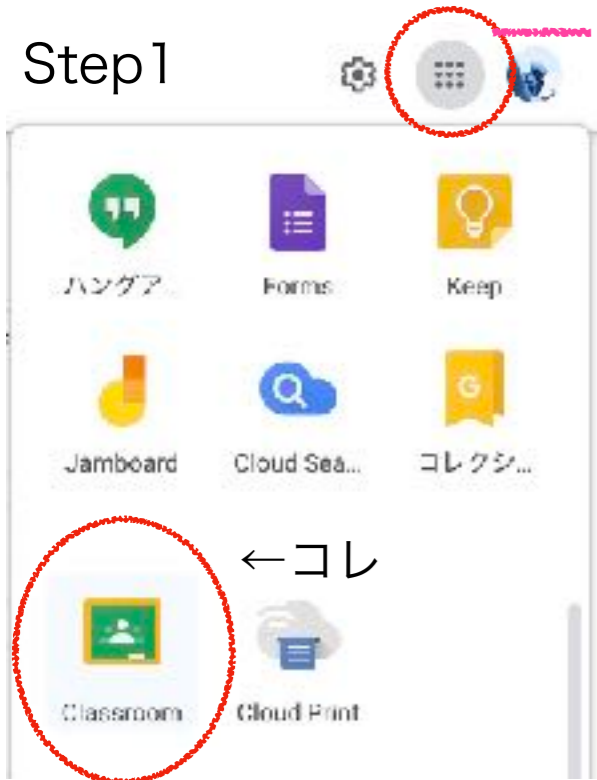 Step1
ハングア...
Forms
Keep
Jamboard
Cloud Sea...
G
コレクシ...
←コレ
Classroom
Cloud Print